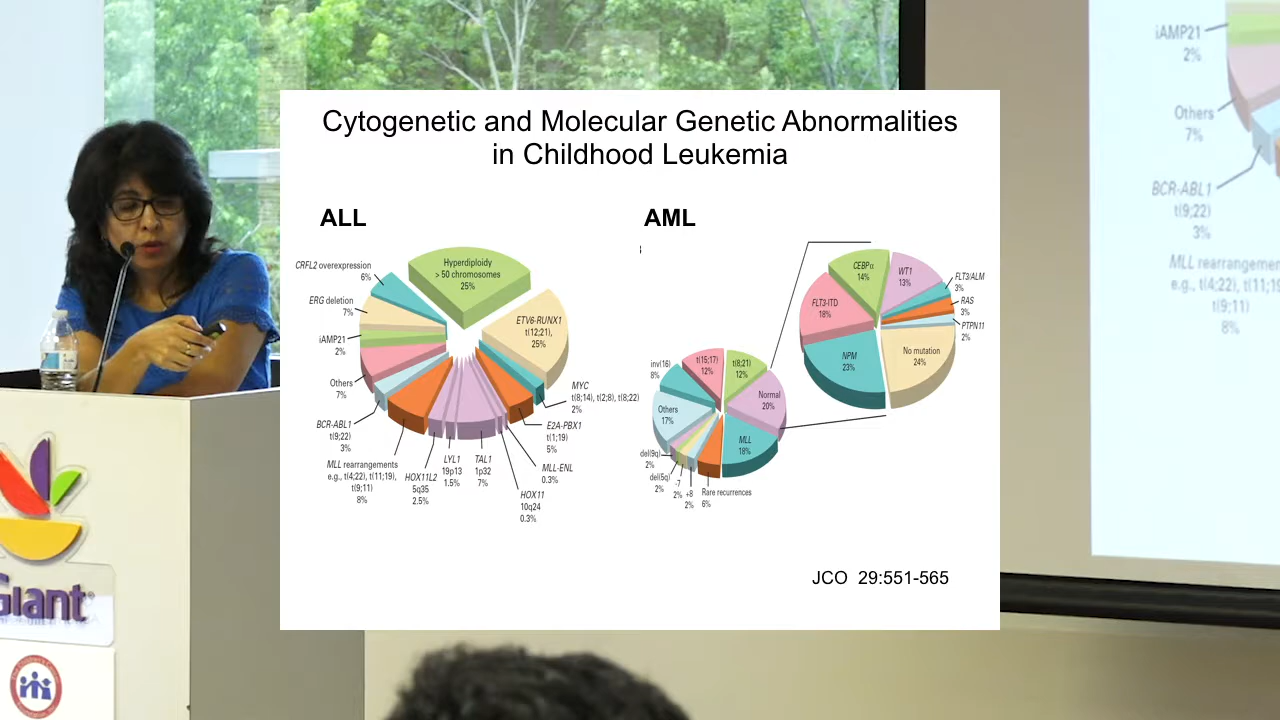 Cytogenetic and Molecular Genetic Abnormalities
in Childhood Leukemia
ALL
Hyperdiploidy
> 50 chromosomes
25%
ETV6-RUNX1
t(12;21),
25%
MYC
t(8;14), t(2;8), t(8;22)
2%
E2A-PBX1
t(1;19)
5%
MLL-ENL
0.3%
HOX11
10q24
0.3%
TAL1
1p32
7%
LYL1
19p13
1.5%
HOX11L2
5q35
2.5%
MLL rearrangements
e.g., t(4;22), t(11;19),
t(9;11)
8%
BCR-ABL1
t(9;22)
3%
Others
7%
iAMP21
2%
ERG deletion
7%
CRFL2 overexpression
6%
AML
t(15;17)
12%
t(8;21)
12%
Normal
20%
MLL
18%
Rare recurrences
6%
+8
2%
-7
2%
del(5q)
2%
del(9q)
2%
Others
17%
inv(16)
8%
CEBPα
14%
WT1
13%
FLT3/ALM
3%
RAS
3%
PTPN11
2%
No mutation
24%
NPM
23%
FLT3-ITD
18%
JCO 29:551-565
iAMP21
2%
Others
7%
BCR-ABL1
t(9;22)
3%
MLL rearrangemen
e.g., t(4;22), t(11;19
t(9;11)
8%
Giant